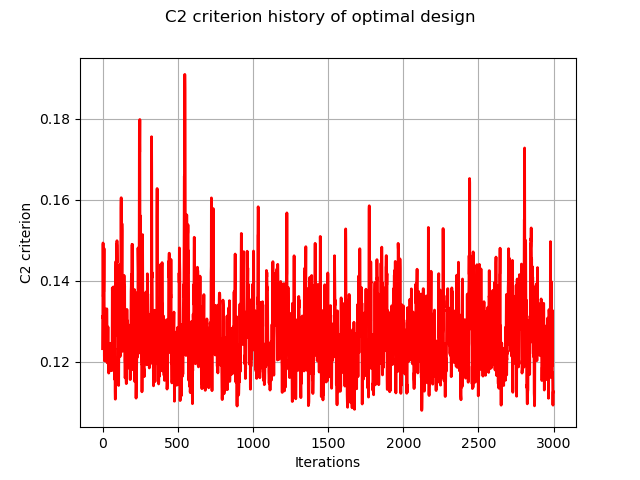 C2 criterion history of optimal design
0.18
0.16
0.14
0.12
C2 criterion
0 500 1000 1500 2000 2500 3000
Iterations